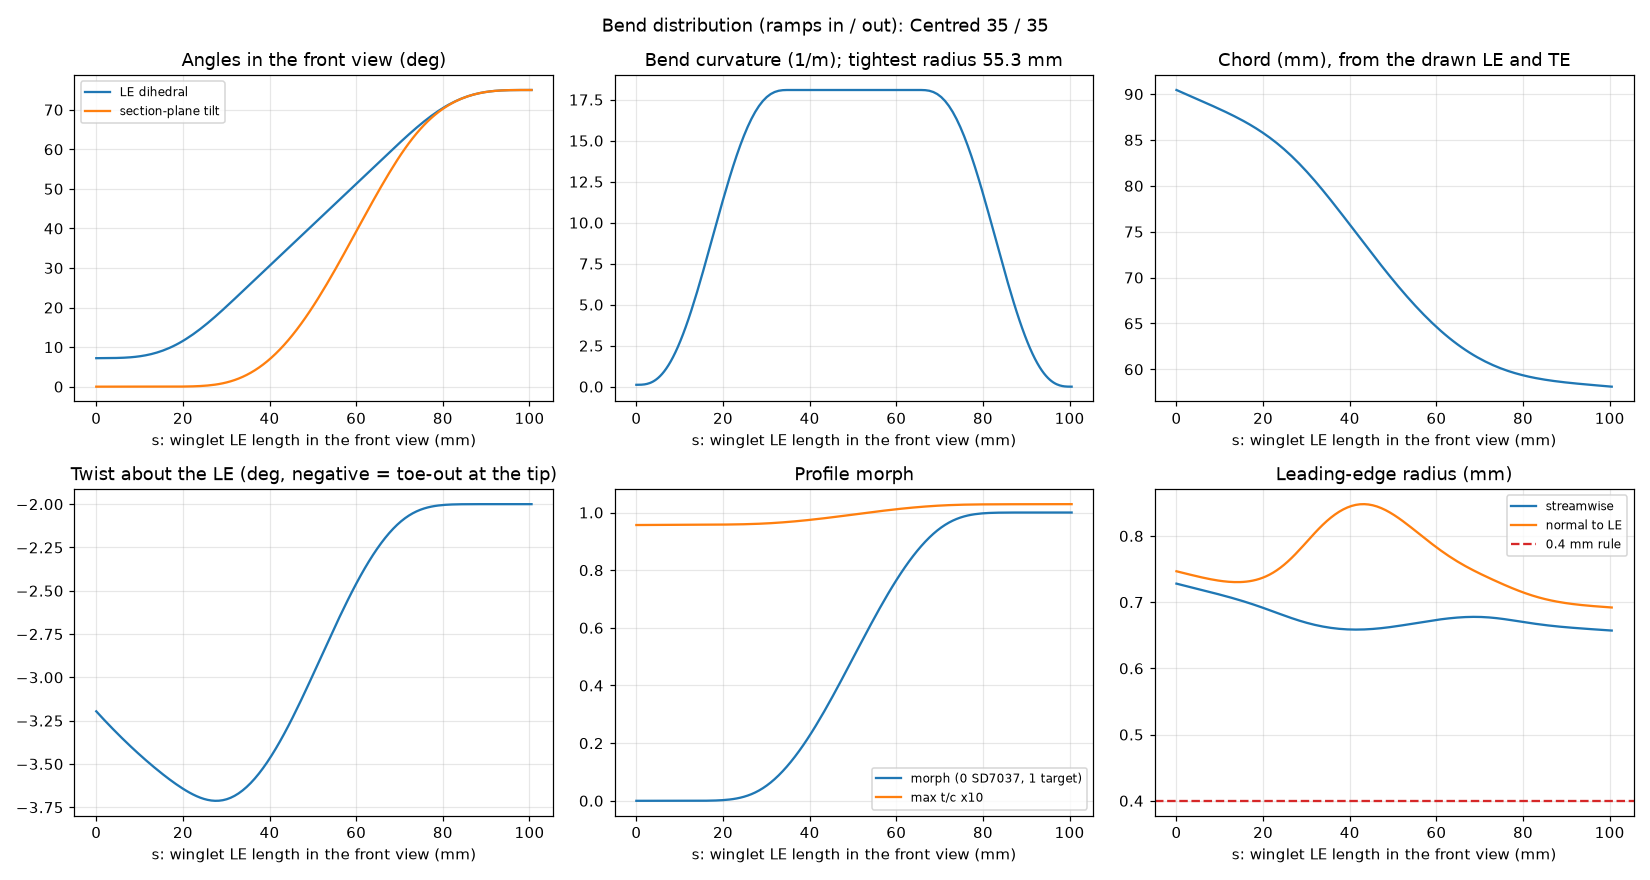 Bend distribution (ramps in / out): Centred 35 / 35
Angles in the front view (deg)
LE dihedral
section-plane tilt
70
60
50
40
30
20
10
0
0 20 40 60 80 100
s: winglet LE length in the front view (mm)
Bend curvature (1/m); tightest radius 55.3 mm
17.5
15.0
12.5
10.0
7.5
5.0
2.5
0.0
0 20 40 60 80 100
s: winglet LE length in the front view (mm)
Chord (mm), from the drawn LE and TE
90
85
80
75
70
65
60
0 20 40 60 80 100
s: winglet LE length in the front view (mm)
Twist about the LE (deg, negative = toe-out at the tip)
−2.00
−2.25
−2.50
−2.75
−3.00
−3.25
−3.50
−3.75
0 20 40 60 80 100
s: winglet LE length in the front view (mm)
Profile morph
1.0
0.8
0.6
0.4
0.2
0.0
morph (0 SD7037, 1 target)
max t/c x10
0 20 40 60 80 100
s: winglet LE length in the front view (mm)
Leading-edge radius (mm)
streamwise
normal to LE
0.4 mm rule
0.8
0.7
0.6
0.5
0.4
0 20 40 60 80 100
s: winglet LE length in the front view (mm)